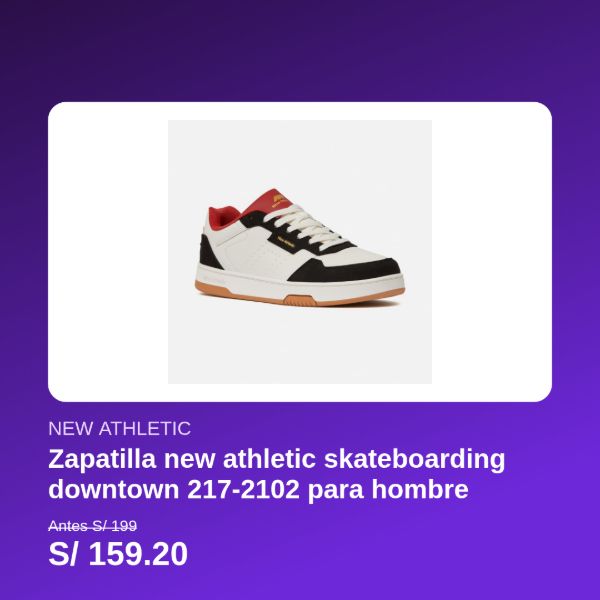 NEW ATHLETIC
Zapatilla new athletic skateboarding
downtown 217-2102 para hombre
Antes S/ 199
S/ 159.20